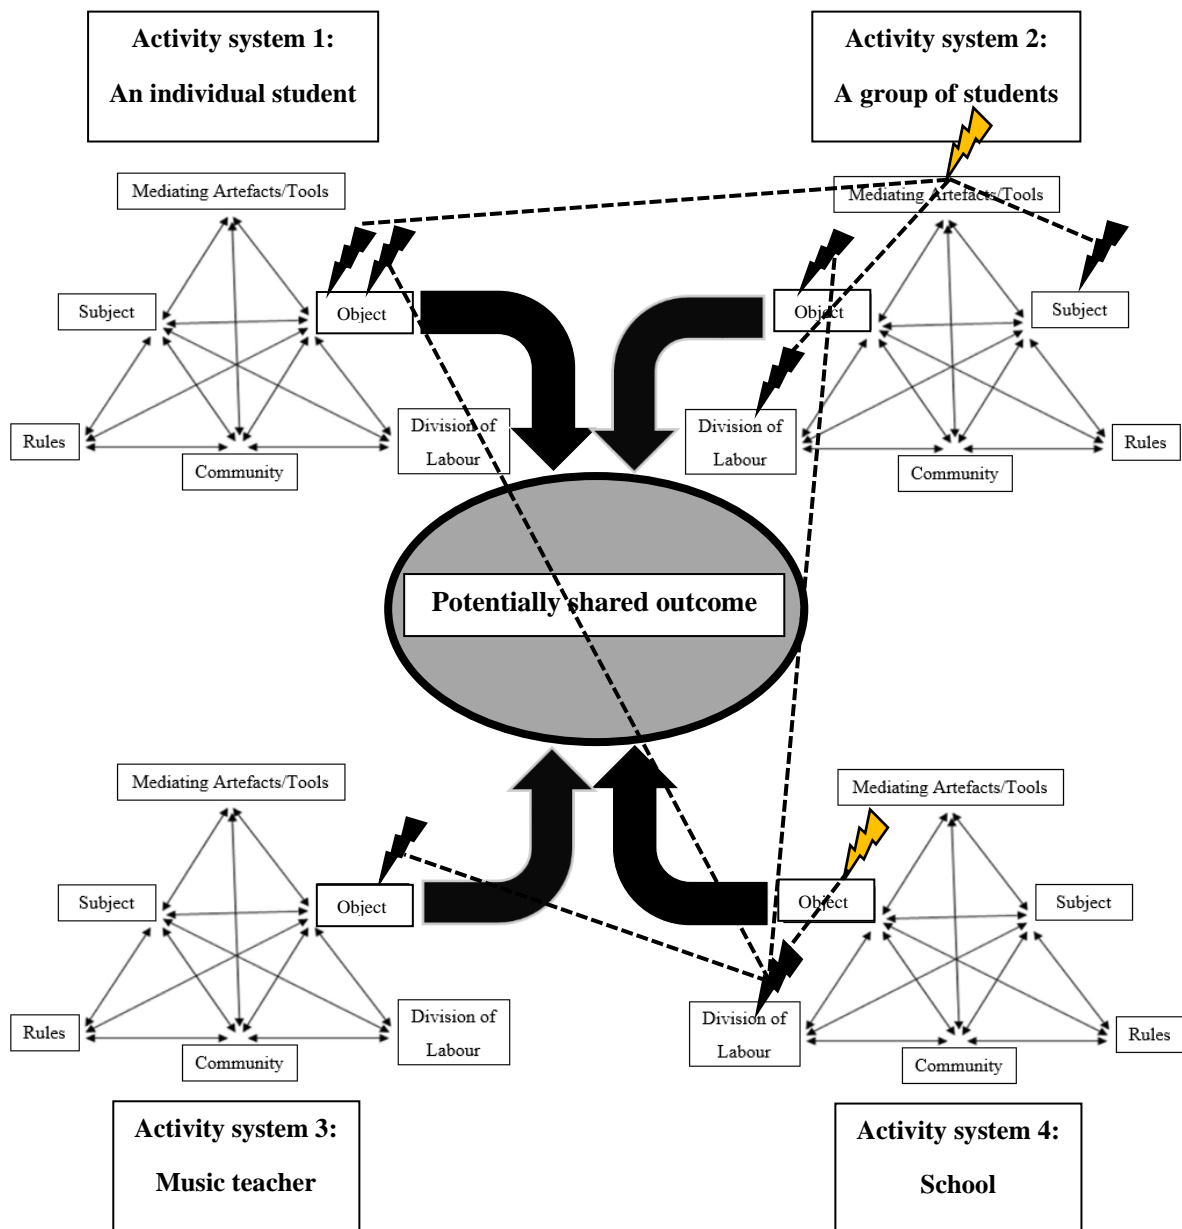 Activity system 1:
An individual student
Activity system 2:
A group of students
Mediating Artefacts/Tools
Subject
Object
Rules
Community
Division of
Labour
Mediating Artefacts/Tools
Object
Subject
Division of
Labour
Community
Rules
Potentially shared outcome
Mediating Artefacts/Tools
Subject
Object
Rules
Community
Division of
Labour
Mediating Artefacts/Tools
Object
Subject
Division of
Labour
Community
Rules
Activity system 3:
Music teacher
Activity system 4:
School